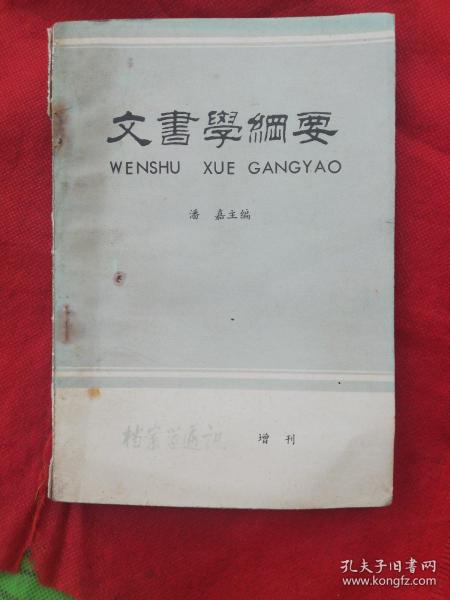 文書學綱要
WENSHU XUE GANGYAO
潘 嘉主编
档案学通讯 增刊
孔夫子旧书网
www.kongfz.com